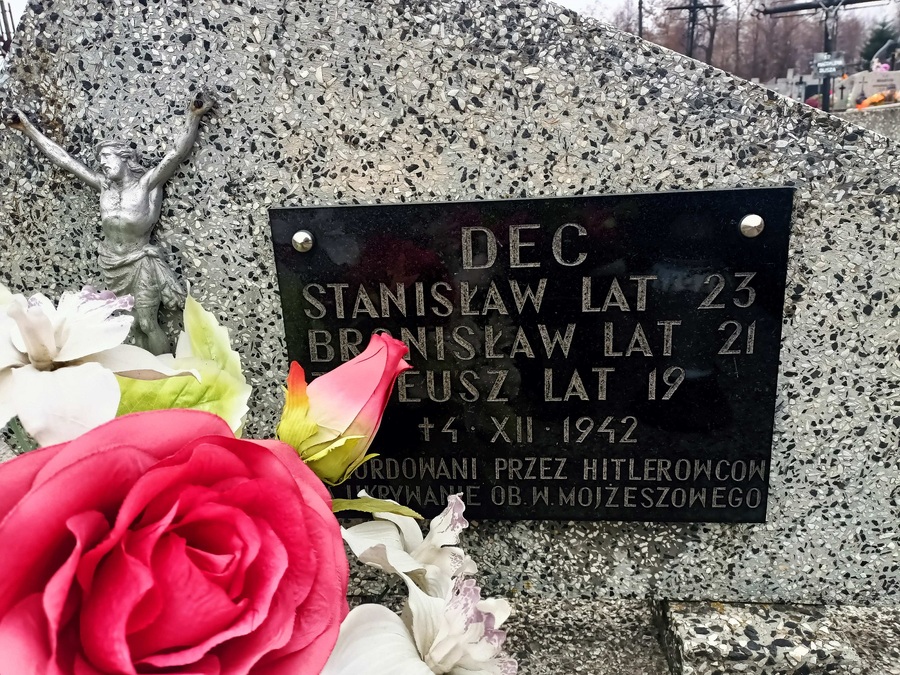 DEC
STANISŁAW LAT 23
BRONISŁAW LAT 21
LAT 19
†4·XII·1942
PRZEZ HITLEROWCOW
UKRYWANIE OB. W MOJŻESZOWEGO